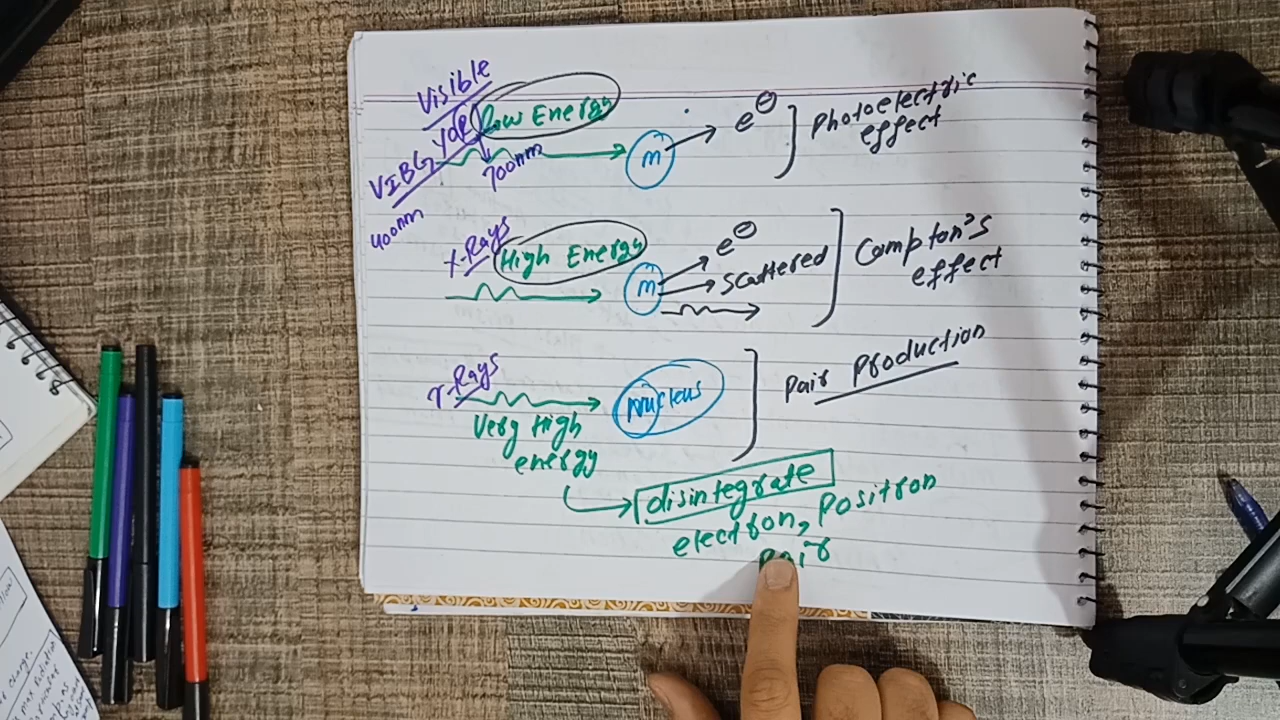 Visible
VIBGYOR
Low Energy
400nm
700nm
m
e⊖
Photoelectric
effect
X-Rays
High Energy
m
e⊖
Scattered
Compton's
effect
γ-Rays
Very High
energy
Nucleus
Pair Production
disintegrate
electron, Positron
Pair